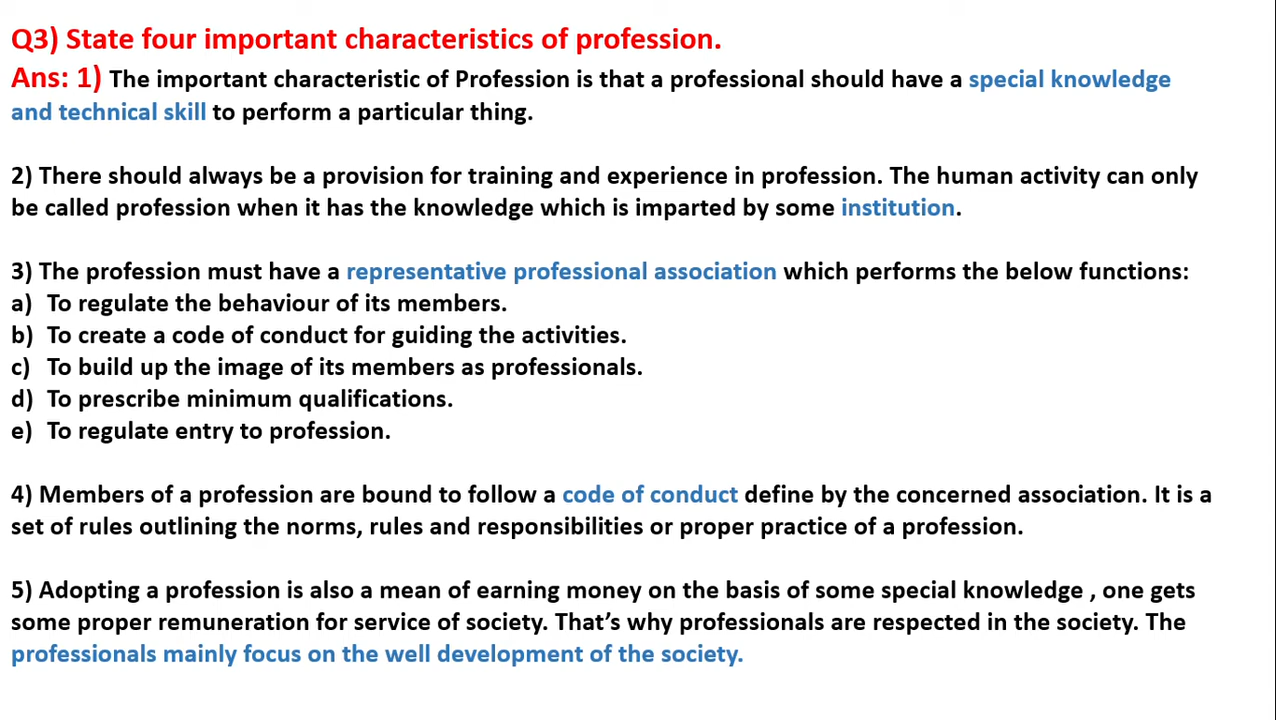 Q3) State four important characteristics of profession.
Ans: 1) The important characteristic of Profession is that a professional should have a special knowledge
and technical skill to perform a particular thing.
2) There should always be a provision for training and experience in profession. The human activity can only
be called profession when it has the knowledge which is imparted by some institution.
3) The profession must have a representative professional association which performs the below functions:
a) To regulate the behaviour of its members.
b) To create a code of conduct for guiding the activities.
c) To build up the image of its members as professionals.
d) To prescribe minimum qualifications.
e) To regulate entry to profession.
4) Members of a profession are bound to follow a code of conduct define by the concerned association. It is a
set of rules outlining the norms, rules and responsibilities or proper practice of a profession.
5) Adopting a profession is also a mean of earning money on the basis of some special knowledge , one gets
some proper remuneration for service of society. That’s why professionals are respected in the society. The
professionals mainly focus on the well development of the society.